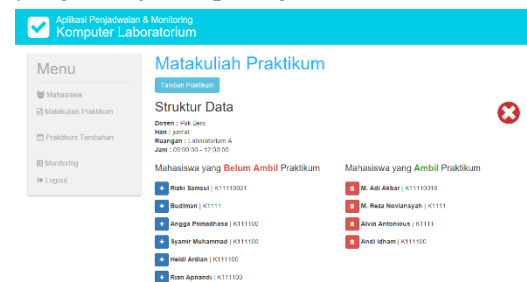 Aplikasi Penjadwalan & Monitoring
Komputer Laboratorium
Menu
Mahasiswa
Matakuliah Praktikum
Praktikum Tambahan
Monitoring
Logout
Matakuliah Praktikum
Tambah Praktikum
Struktur Data
Dosen : Pak Deni
Hari : jum'at
Ruangan : Laboratorium A
Jam : 09:00:00 - 12:00:00
Mahasiswa yang Belum Ambil Praktikum
Rizki Samsul | K11110021
Budiman | K1111
Angga Primadhasa | K111100
Syamir Muhammad | K111100
Heldi Ardian | K111100
Rian Apriandi | K111100
Mahasiswa yang Ambil Praktikum
M. Adi Akbar | K11110016
M. Reza Noviansyah | K1111
Alvin Antonious | K1111
Andi Idham | K111100